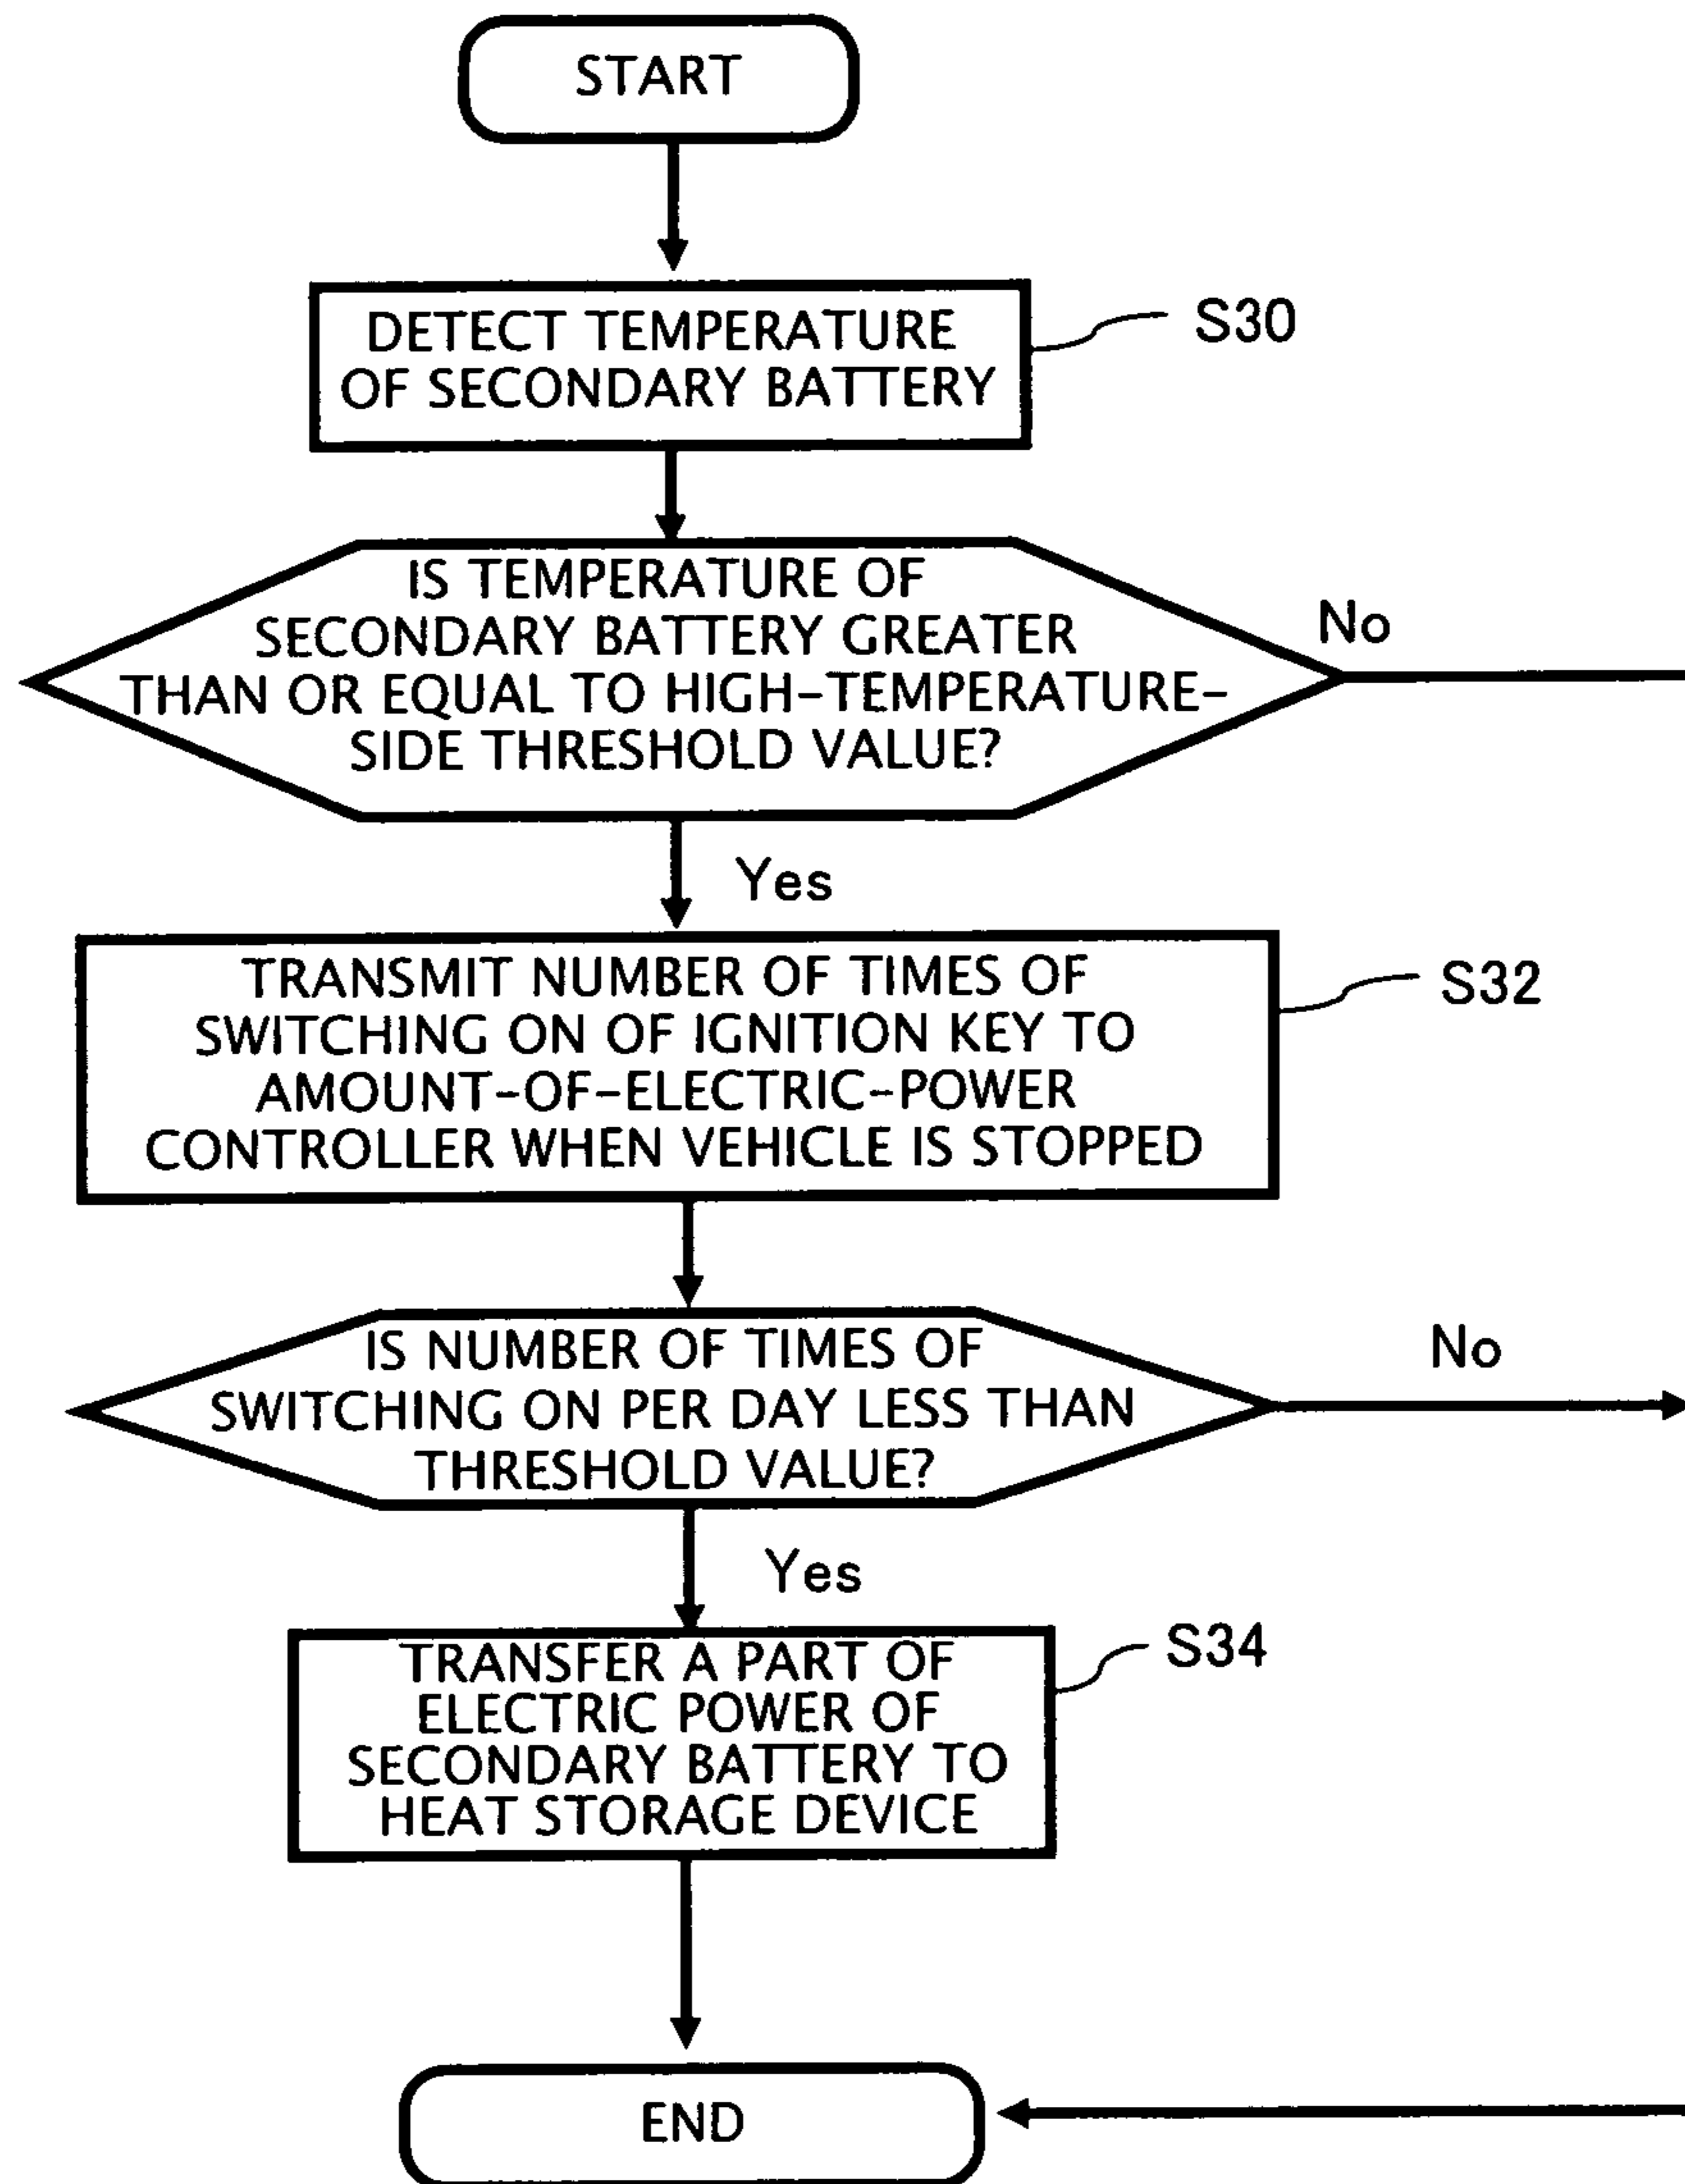 START
DETECT TEMPERATURE
OF SECONDARY BATTERY
S30
IS TEMPERATURE OF
SECONDARY BATTERY GREATER
THAN OR EQUAL TO HIGH-TEMPERATURE-
SIDE THRESHOLD VALUE?
No
Yes
TRANSMIT NUMBER OF TIMES OF
SWITCHING ON OF IGNITION KEY TO
AMOUNT-OF-ELECTRIC-POWER
CONTROLLER WHEN VEHICLE IS STOPPED
S32
IS NUMBER OF TIMES OF
SWITCHING ON PER DAY LESS THAN
THRESHOLD VALUE?
No
Yes
TRANSFER A PART OF
ELECTRIC POWER OF
SECONDARY BATTERY TO
HEAT STORAGE DEVICE
S34
END